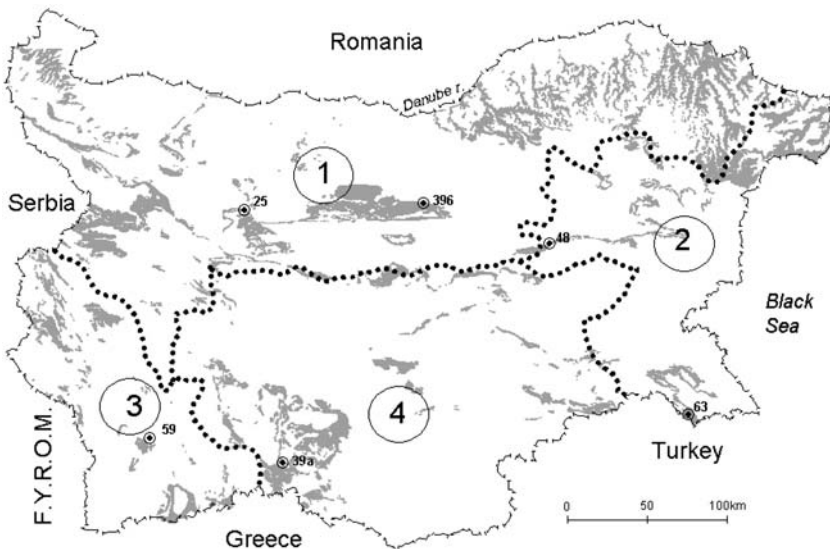 Romania
Danube r.
1
396
25
Serbia
48
2
Black
Sea
3
4
59
63
F.Y.R.O.M.
39a
Turkey
0 50 100km
Greece